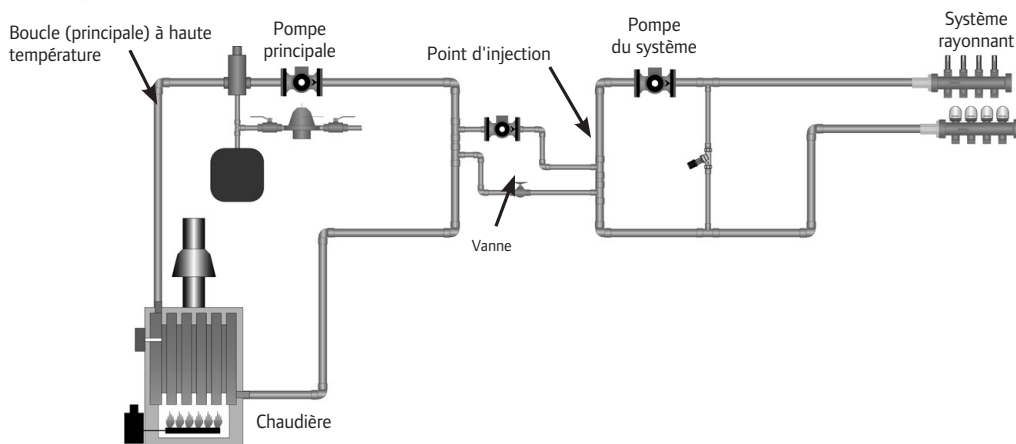 Boucle (principale) à haute
température
Pompe
principale
Point d'injection
Pompe
du système
Système
rayonnant
Vanne
Chaudière